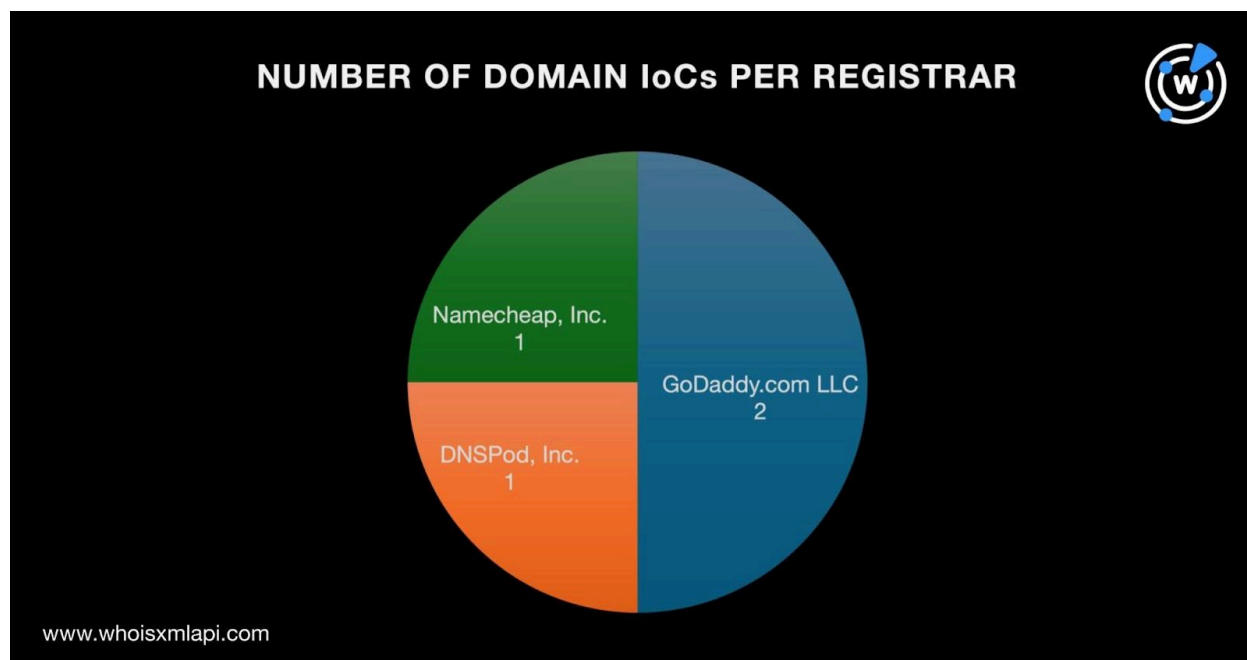 NUMBER OF DOMAIN IoCs PER REGISTRAR
W
Namecheap, Inc.
1
GoDaddy.com LLC
2
DNSPod, Inc.
1
www.whoisxmlapi.com